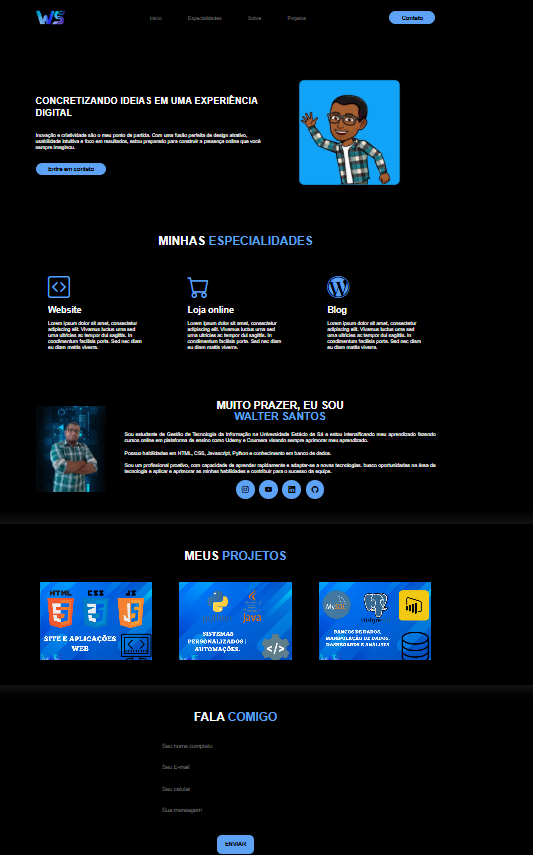 WS
Início Especialidades Sobre Projetos Contato
CONCRETIZANDO IDEIAS EM UMA EXPERIÊNCIA
DIGITAL
Inovação e criatividade são o meu ponto de partida. Com uma fusão perfeita de design atrativo,
usabilidade intuitiva e foco em resultados, estou preparado para construir a presença online que você
sempre imaginou.
Entre em contato
MINHAS ESPECIALIDADES
Website
Lorem ipsum dolor sit amet, consectetur
adipiscing elit. Vivamus luctus urna sed
urna ultricies ac tempor dui sagittis. In
condimentum facilisis porta. Sed nec diam
eu diam mattis viverra.
Loja online
Lorem ipsum dolor sit amet, consectetur
adipiscing elit. Vivamus luctus urna sed
urna ultricies ac tempor dui sagittis. In
condimentum facilisis porta. Sed nec diam
eu diam mattis viverra.
Blog
Lorem ipsum dolor sit amet, consectetur
adipiscing elit. Vivamus luctus urna sed
urna ultricies ac tempor dui sagittis. In
condimentum facilisis porta. Sed nec diam
eu diam mattis viverra.
MUITO PRAZER, EU SOU
WALTER SANTOS
Sou estudante de Gestão de Tecnologia da Informação na Universidade Estácio de Sá e estou intensificando meu aprendizado fazendo
cursos online em plataforma de ensino como Udemy e Coursera visando sempre aprimorar meu aprendizado.
Possuo habilidades em HTML, CSS, Javascript, Python e conhecimento em banco de dados.
Sou um profissional proativo, com capacidade de aprender rapidamente e adaptar-se a novas tecnologias. busco oportunidades na área de
tecnologia e aplicar e aprimorar as minhas habilidades e contribuir para o sucesso da equipe.
MEUS PROJETOS
HTML CSS JS
SITE E APLICAÇÕES
WEB
python Java
SISTEMAS
PERSONALIZADOS |
AUTOMAÇÕES.
MySQL Postgre
BANCOS DE DADOS,
MANIPULAÇÃO DE DADOS,
DASHBOARDS E ANÁLISES
FALA COMIGO
Seu nome completo
Seu E-mail
Seu celular
Sua mensagem
ENVIAR